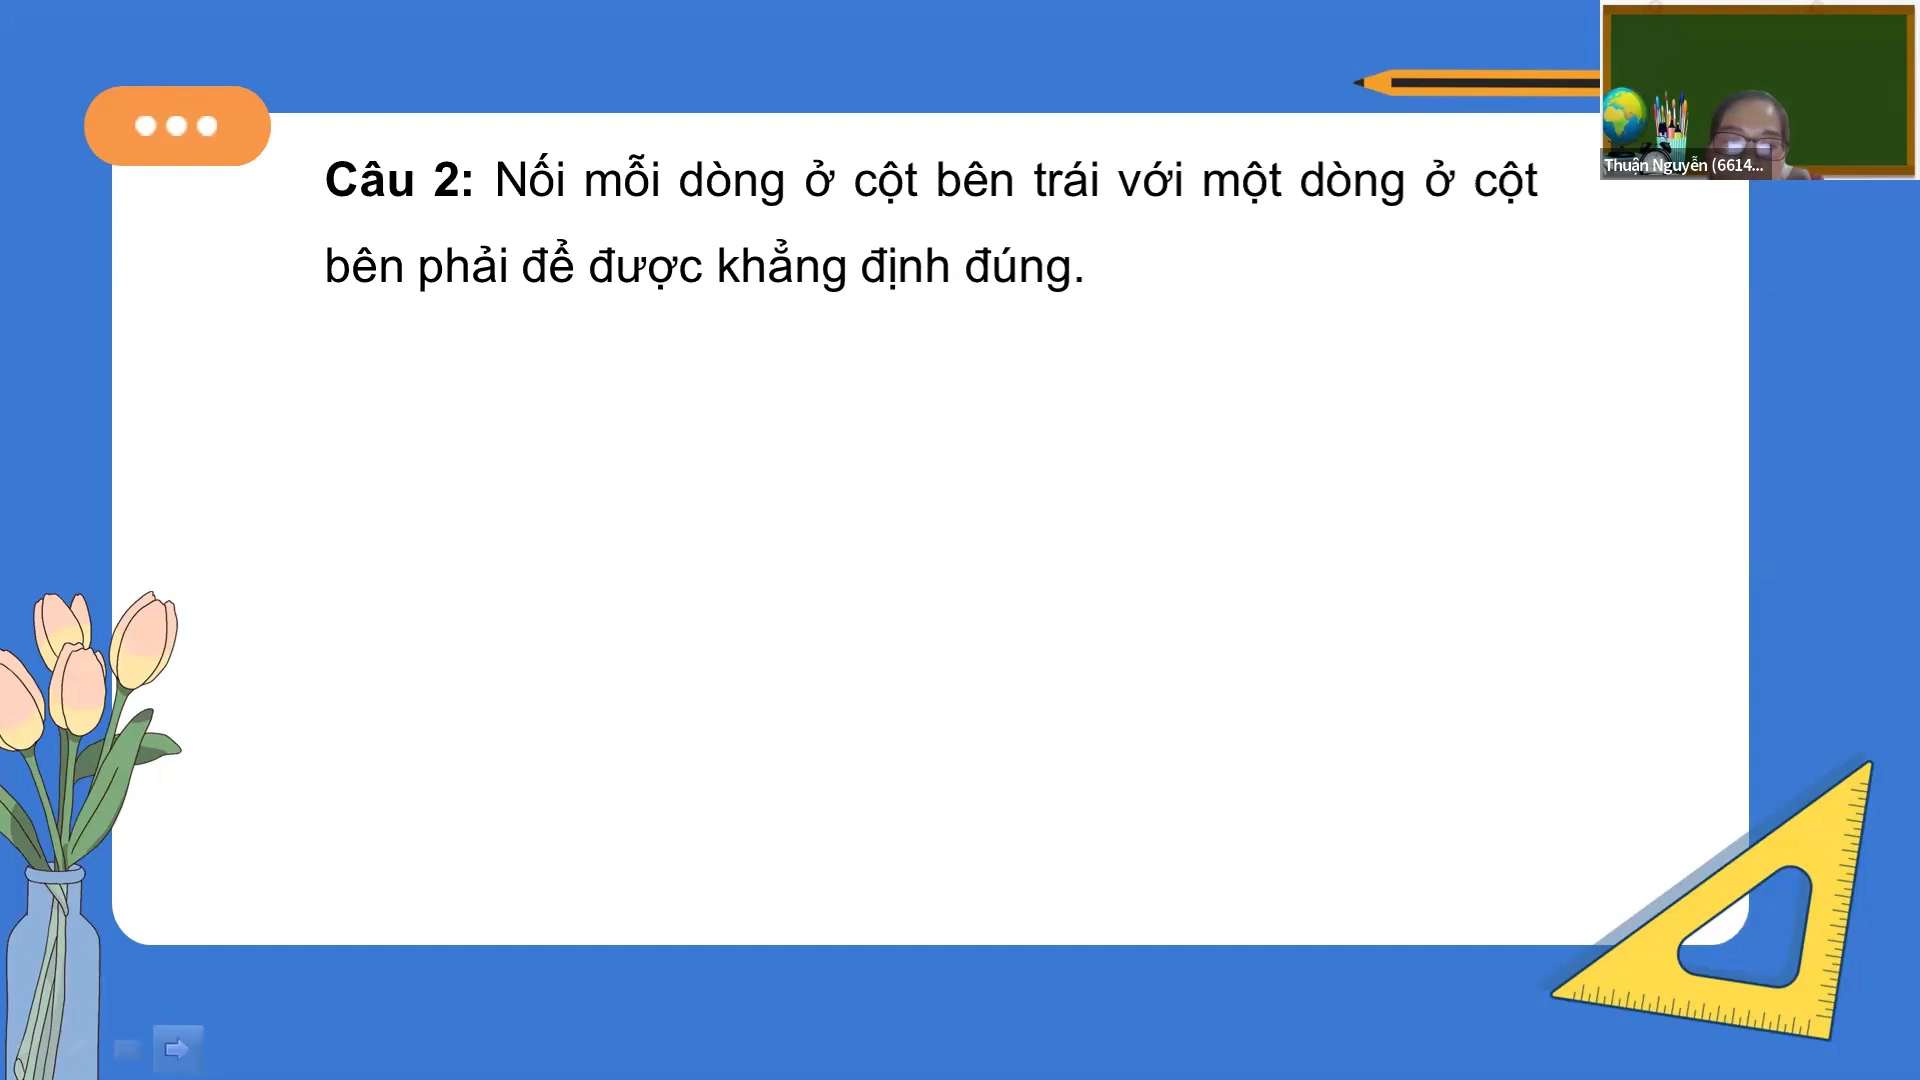 Câu 2: Nối mỗi dòng ở cột bên trái với một dòng ở cột
bên phải để được khẳng định đúng.
Thuận Nguyễn (6614...